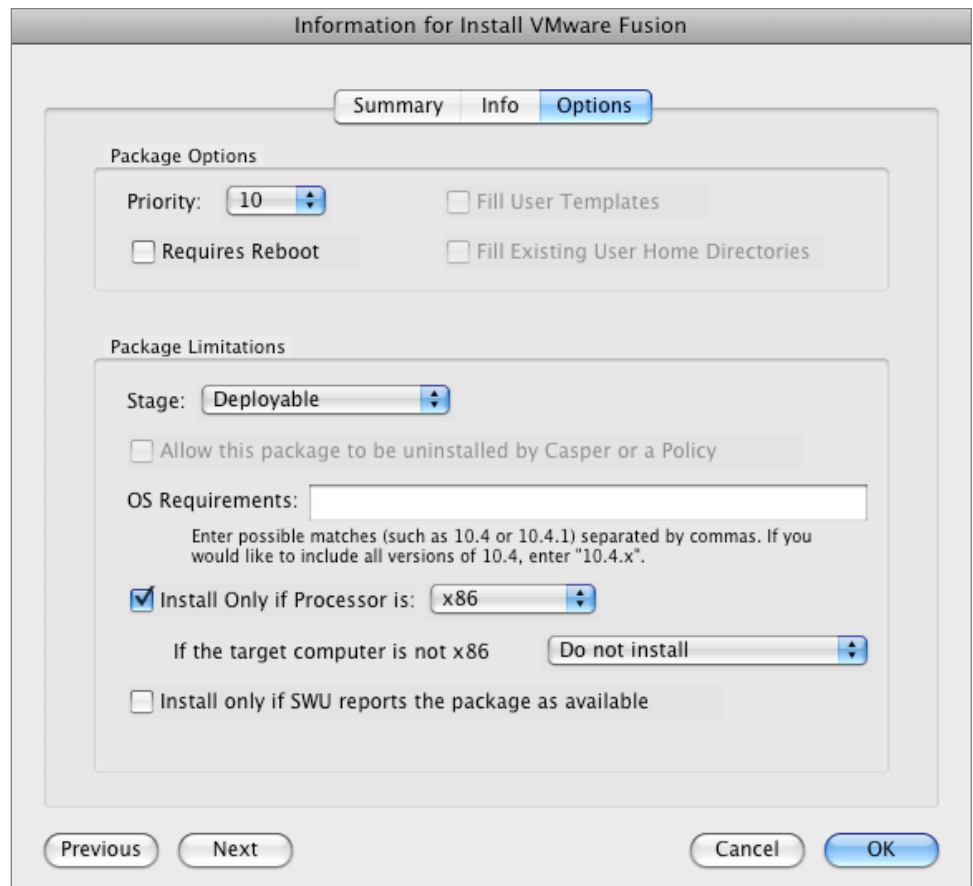 Information for Install VMware Fusion
Summary Info Options
Package Options
Priority: 10
Fill User Templates
Requires Reboot
Fill Existing User Home Directories
Package Limitations
Stage: Deployable
Allow this package to be uninstalled by Casper or a Policy
OS Requirements:
Enter possible matches (such as 10.4 or 10.4.1) separated by commas. If you
would like to include all versions of 10.4, enter "10.4.x".
Install Only if Processor is: x86
If the target computer is not x86 Do not install
Install only if SWU reports the package as available
Previous Next Cancel OK